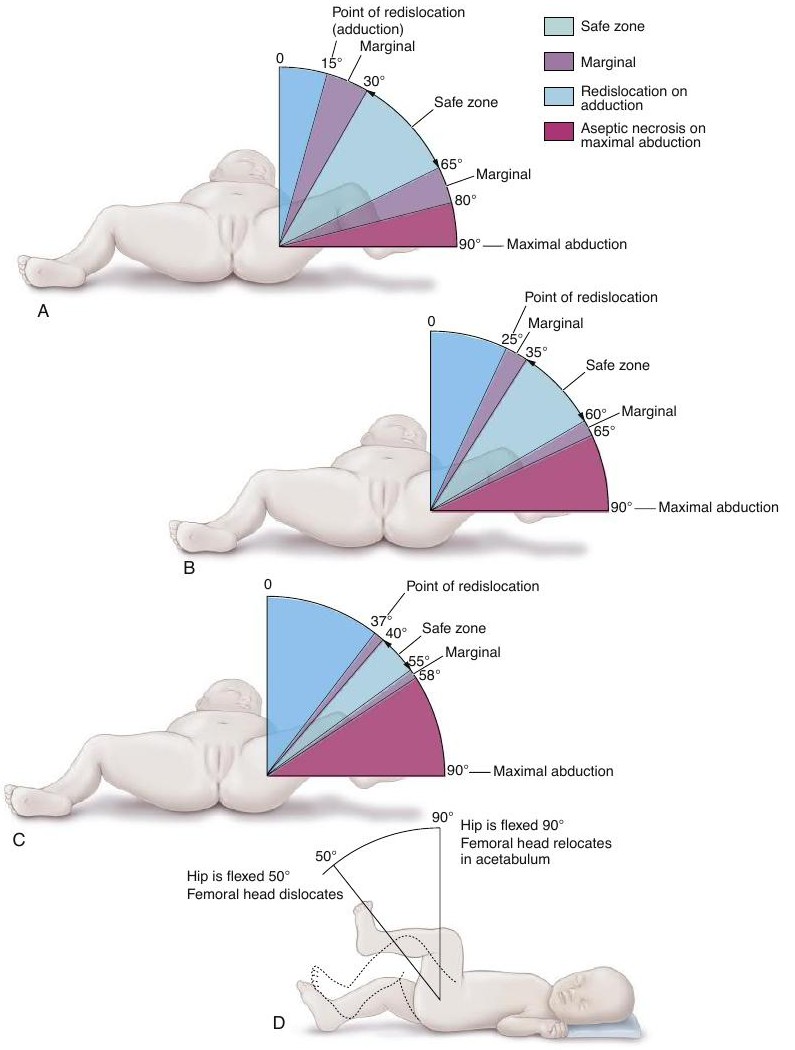 Point of redislocation
(adduction)
Marginal
0
15°
30°
Safe zone
65°
Marginal
80°
90°
Maximal abduction
Safe zone
Marginal
Redislocation on
adduction
Aseptic necrosis on
maximal abduction
A
Point of redislocation
0
Marginal
25°
35°
Safe zone
60°
Marginal
65°
90°
Maximal abduction
B
0
Point of redislocation
37°
40°
Safe zone
55°
Marginal
58°
90°
Maximal abduction
C
90°
Hip is flexed 90°
Femoral head relocates
in acetabulum
50°
Hip is flexed 50°
Femoral head dislocates
D